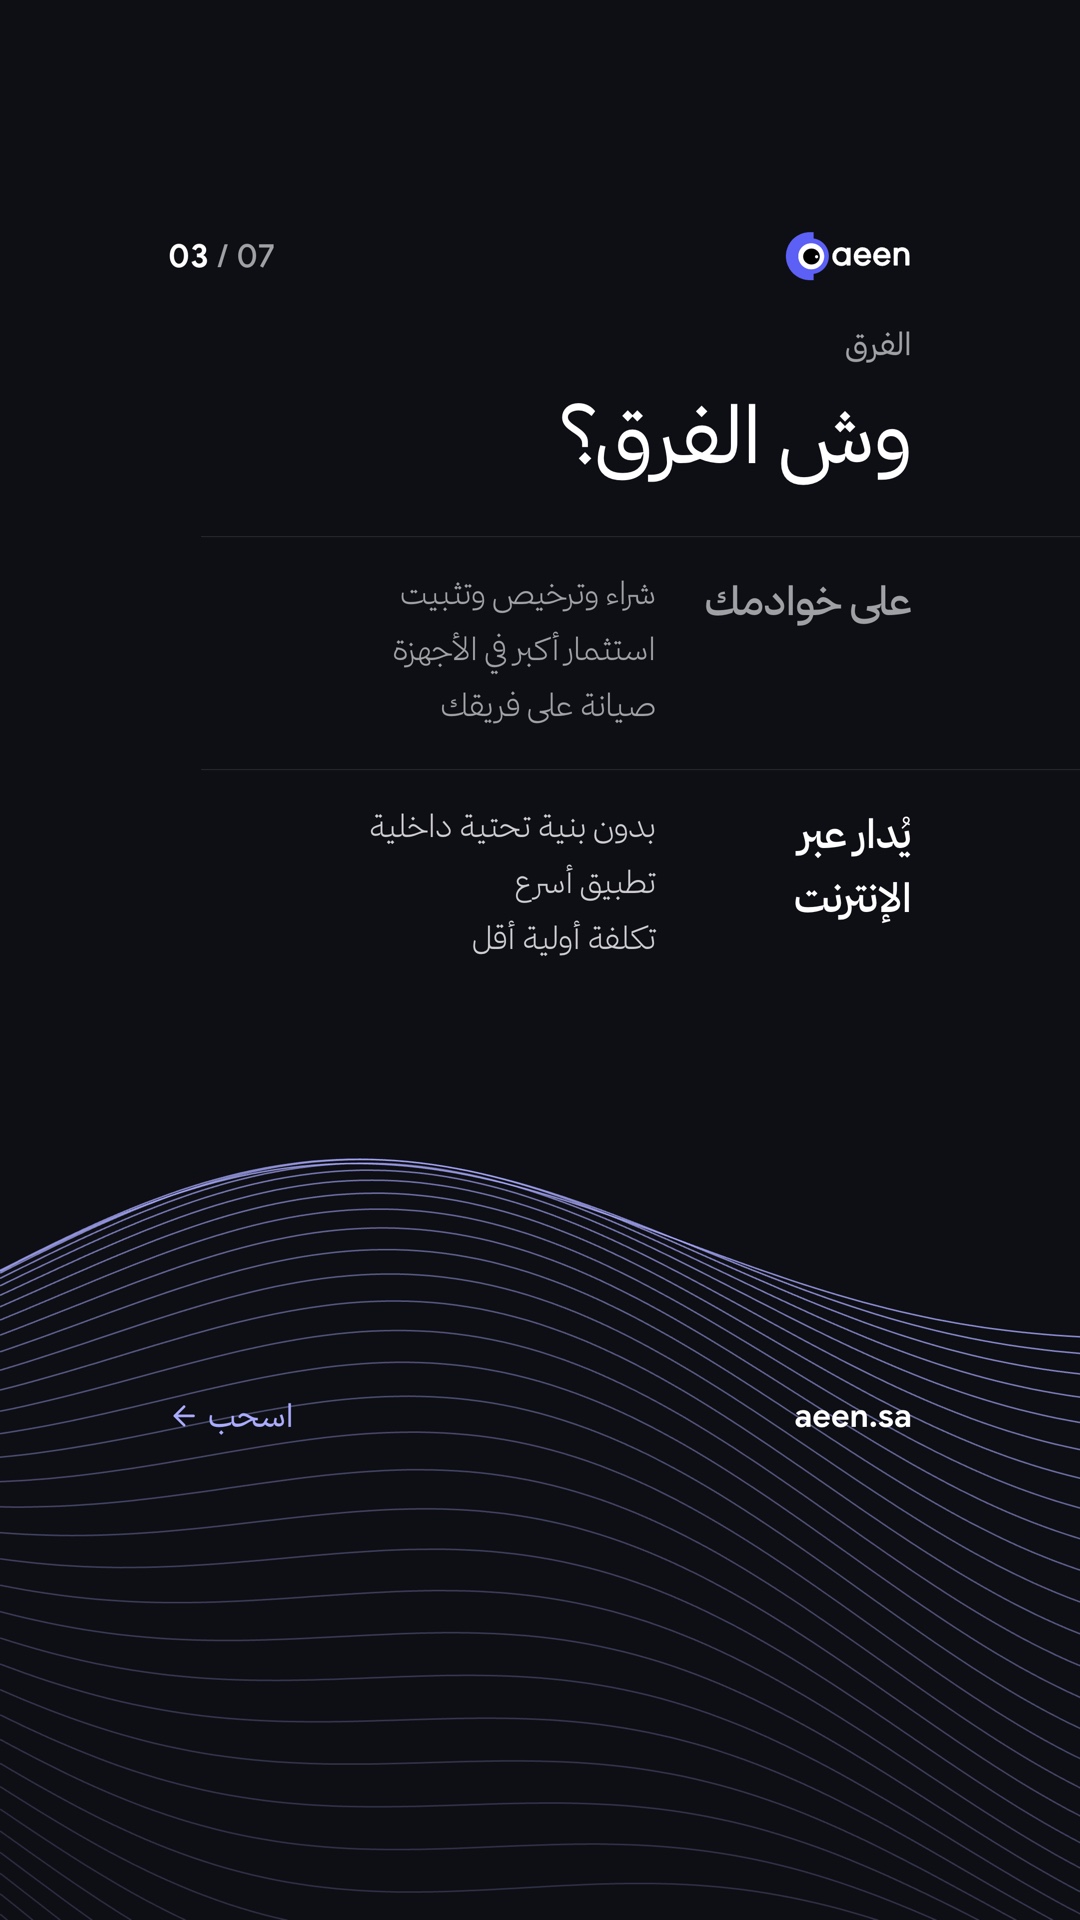 aeen
03 / 07
الفرق
وش الفرق؟
على خوادمك
شراء وترخيص وتثبيت
استثمار أكبر في الأجهزة
صيانة على فريقك
يُدار عبر
الإنترنت
بدون بنية تحتية داخلية
تطبيق أسرع
تكلفة أولية أقل
aeen.sa
اسحب ←